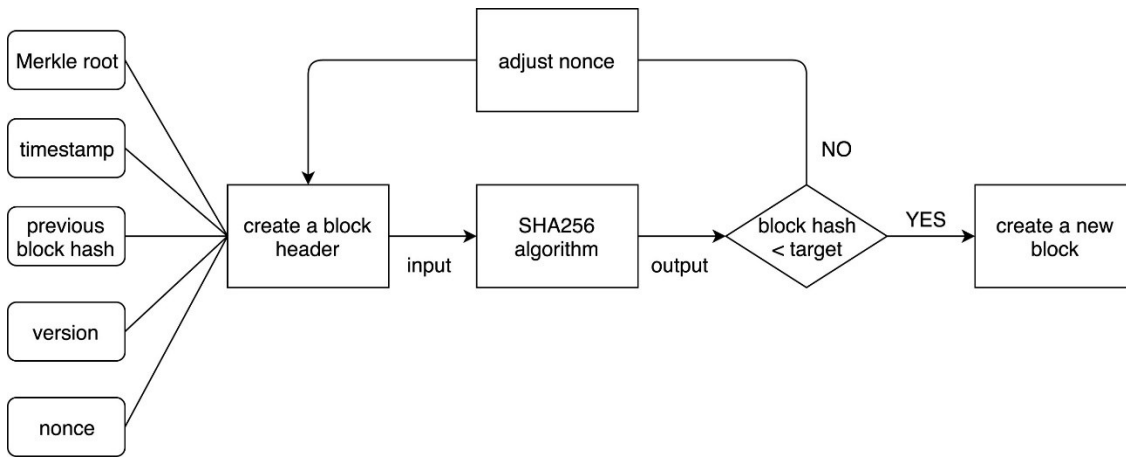 Merkle root
timestamp
previous
block hash
version
nonce
create a block
header
input
SHA256
algorithm
output
block hash
< target
NO
adjust nonce
YES
create a new
block